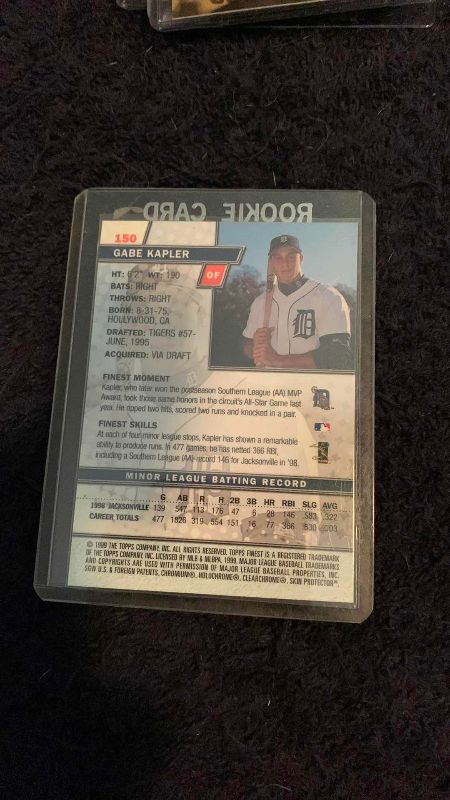 ROOKIE CARD
150
GABE KAPLER
HT: 6'2" WT: 190
OF
BATS: RIGHT
THROWS: RIGHT
BORN: 8-31-75,
HOLLYWOOD, CA
DRAFTED: TIGERS #57-
JUNE, 1995
ACQUIRED: VIA DRAFT
FINEST MOMENT
Kapler, who later won the postseason Southern League (AA) MVP
Award, took those same honors in the circuit's All-Star Game last
year. He ripped two hits, scored two runs and knocked in a pair.
FINEST SKILLS
At each of four minor league stops, Kapler has shown a remarkable
ability to produce runs. In 477 games, he has netted 366 RBI,
including a Southern League (AA)-record 146 for Jacksonville in '98.
MINOR LEAGUE BATTING RECORD
G AB R H 2B 3B HR RBI SLG AVG
1998 JACKSONVILLE 139 547 113 176 47 6 28 146 .583 .322
CAREER TOTALS 477 1826 319 554 151 16 77 366 .530 .303
© 1999 THE TOPPS COMPANY, INC. ALL RIGHTS RESERVED. TOPPS FINEST IS A REGISTERED TRADEMARK
OF THE TOPPS COMPANY, INC. LICENSED BY MLB & MLBPA, 1999. MAJOR LEAGUE BASEBALL TRADEMARKS
AND COPYRIGHTS ARE USED WITH PERMISSION OF MAJOR LEAGUE BASEBALL PROPERTIES, INC.
U.S. & FOREIGN PATENTS, CHROMIUM®, HOLOCHROME®, CLEARCHROME®, SKIN PROTECTOR™.